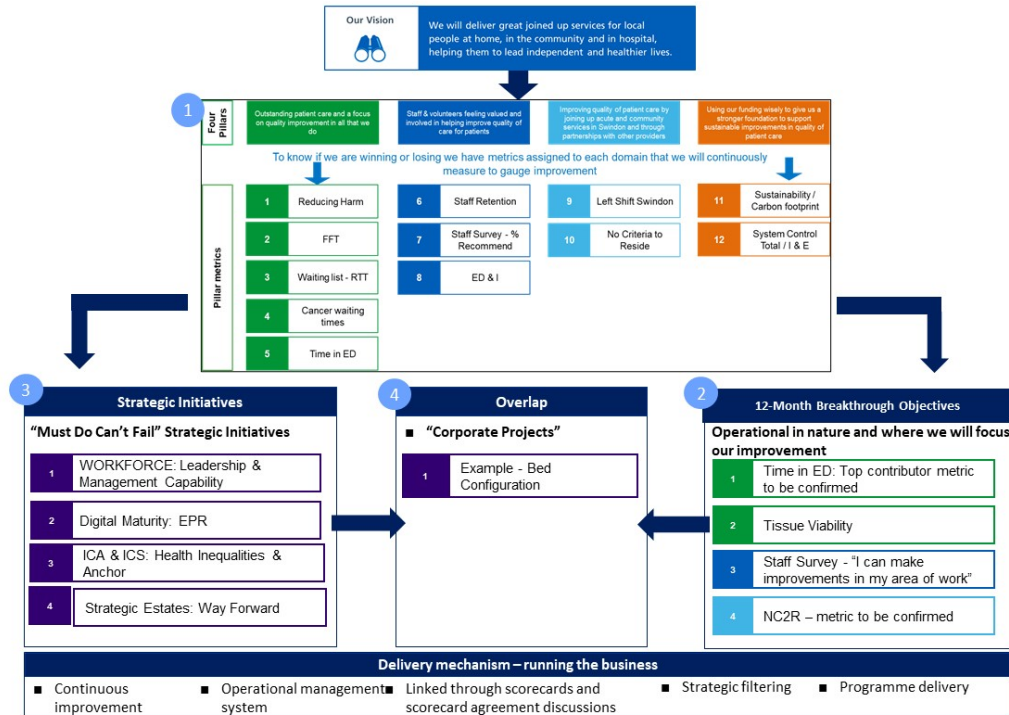 Our Vision
We will deliver great joined up services for local
people at home, in the community and in hospital,
helping them to lead independent and healthier lives.
1
Four
Pillars
Outstanding patient care and a focus
on quality improvement in all that we
do
Staff & volunteers feeling valued and
involved in helping improve quality of
care for patients
Improving quality of patient care by
joining up acute and community
services in Swindon and through
partnerships with other providers
Using our funding wisely to give us a
stronger foundation to support
sustainable improvements in quality of
patient care
To know if we are winning or losing we have metrics assigned to each domain that we will continuously
measure to gauge improvement
Pillar metrics
1
Reducing Harm
2
FFT
3
Waiting list - RTT
4
Cancer waiting
times
5
Time in ED
6
Staff Retention
7
Staff Survey - %
Recommend
8
ED & I
9
Left Shift Swindon
10
No Criteria to
Reside
11
Sustainability /
Carbon footprint
12
System Control
Total / I & E
3
Strategic Initiatives
“Must Do Can’t Fail” Strategic Initiatives
1
WORKFORCE: Leadership &
Management Capability
2
Digital Maturity: EPR
3
ICA & ICS: Health Inequalities &
Anchor
4
Strategic Estates: Way Forward
4
Overlap
■ “Corporate Projects”
1
Example - Bed
Configuration
2
12-Month Breakthrough Objectives
Operational in nature and where we will focus
our improvement
1
Time in ED: Top contributor metric
to be confirmed
2
Tissue Viability
3
Staff Survey - “I can make
improvements in my area of work”
4
NC2R – metric to be confirmed
Delivery mechanism – running the business
■ Continuous
improvement
■ Operational management
system
■ Linked through scorecards and
scorecard agreement discussions
■ Strategic filtering
■ Programme delivery